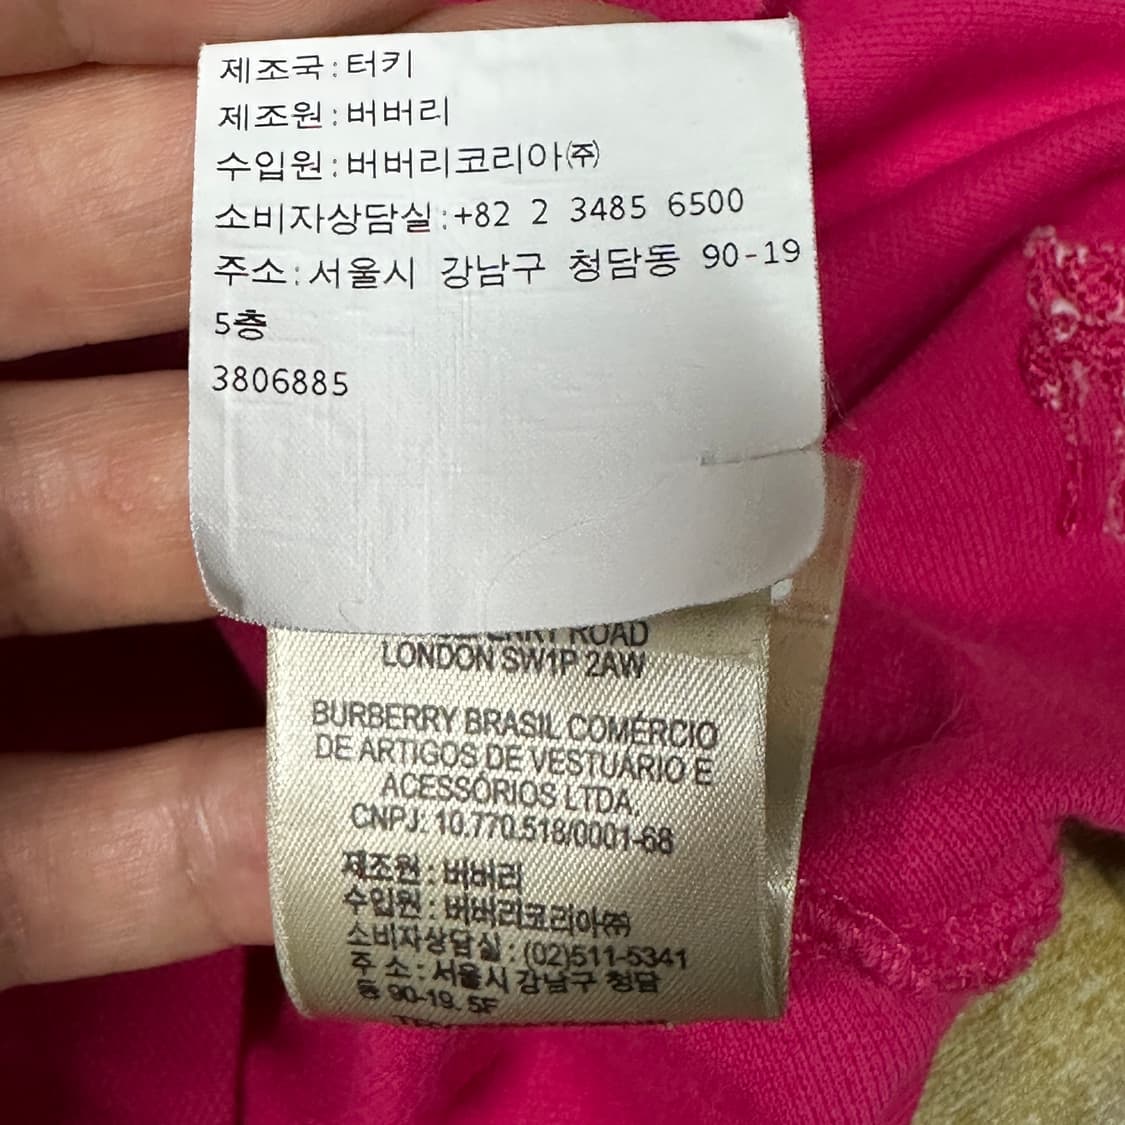 제조국:터키
제조원:버버리
수입원:버버리코리아㈜
소비자상담실:+82 2 3485 6500
주소:서울시 강남구 청담동 90-19
5층
3806885
ROAD
LONDON SW1P 2AW
BURBERRY BRASIL COMÉRCIO
DE ARTIGOS DE VESTUÁRIO E
ACESSÓRIOS LTDA.
CNPJ: 10.770.518/0001-68
제조원 : 버버리
수입원 : 버버리코리아㈜
소비자상담실 : (02)511-5341
주 소 : 서울시 강남구 청담
동 90-19. 5F